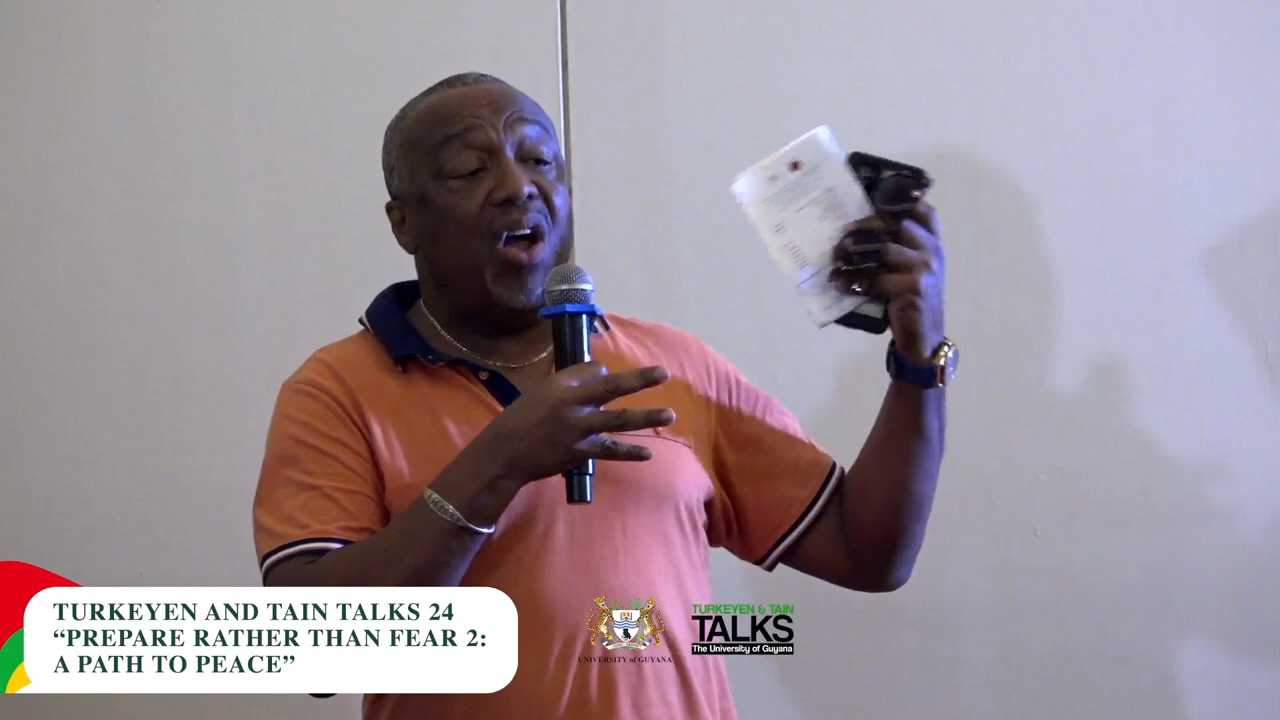 TURKEYEN AND TAIN TALKS 24
“PREPARE RATHER THAN FEAR 2:
A PATH TO PEACE”
UNIVERSITY of GUYANA
TURKEYEN & TAIN
TALKS
The University of Guyana